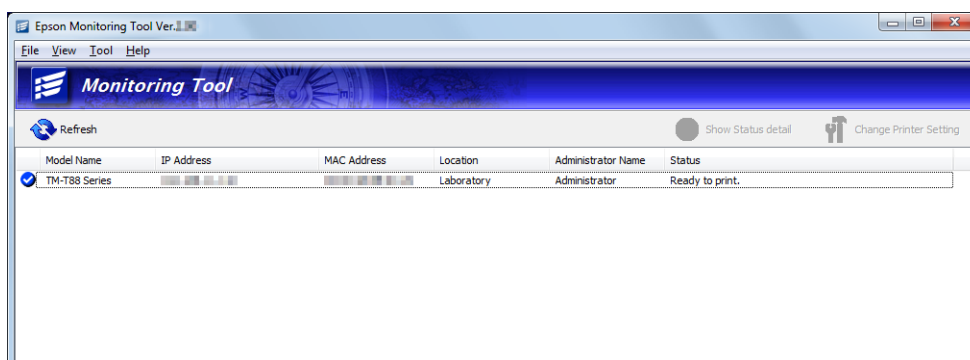 Epson Monitoring Tool Ver.
File View Tool Help
Monitoring Tool
Refresh Show Status detail Change Printer Setting
Model Name IP Address MAC Address Location Administrator Name Status
TM-T88 Series Laboratory Administrator Ready to print.